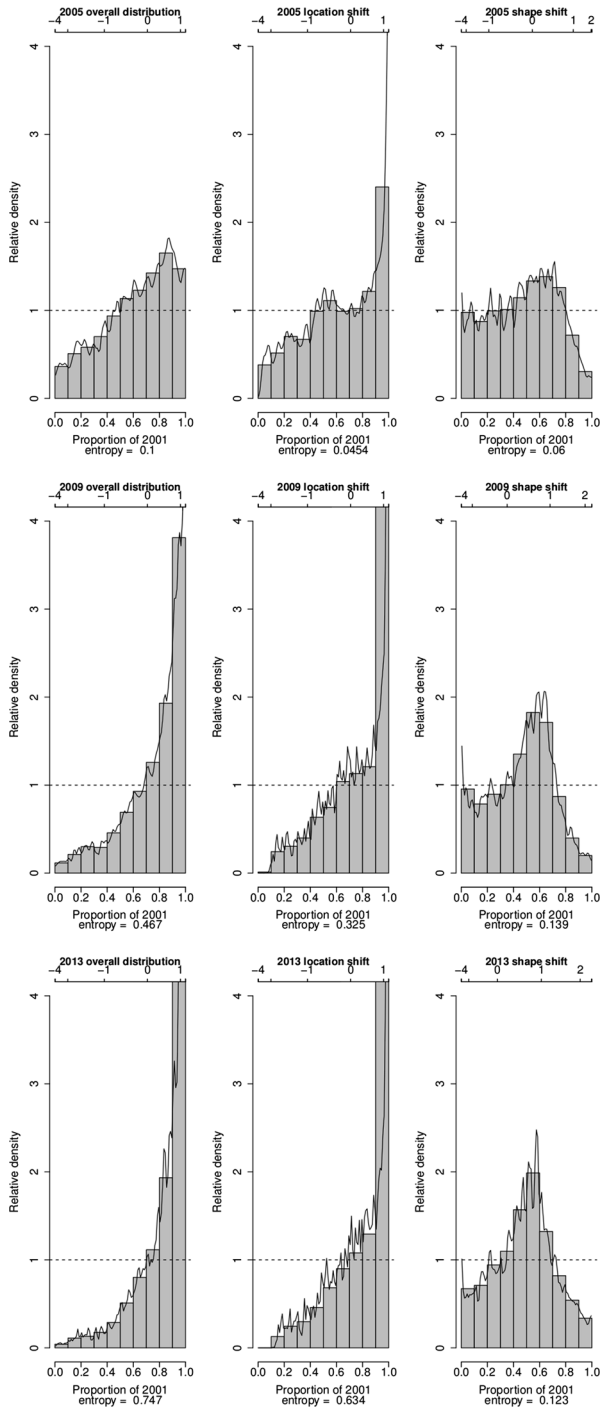 2005 overall distribution
−4 −1 0 1
4
3
2
1
0
Relative density
0.0 0.2 0.4 0.6 0.8 1.0
Proportion of 2001
entropy = 0.1
2005 location shift
−4 −1 0 1
4
3
2
1
0
Relative density
0.0 0.2 0.4 0.6 0.8 1.0
Proportion of 2001
entropy = 0.0454
2005 shape shift
−4 −1 0 1 2
4
3
2
1
0
Relative density
0.0 0.2 0.4 0.6 0.8 1.0
Proportion of 2001
entropy = 0.06
2009 overall distribution
−4 −1 0 1
4
3
2
1
0
Relative density
0.0 0.2 0.4 0.6 0.8 1.0
Proportion of 2001
entropy = 0.467
2009 location shift
−4 −1 0 1
4
3
2
1
0
Relative density
0.0 0.2 0.4 0.6 0.8 1.0
Proportion of 2001
entropy = 0.325
2009 shape shift
−4 0 1 2
4
3
2
1
0
Relative density
0.0 0.2 0.4 0.6 0.8 1.0
Proportion of 2001
entropy = 0.139
2013 overall distribution
−4 −1 0 1
4
3
2
1
0
Relative density
0.0 0.2 0.4 0.6 0.8 1.0
Proportion of 2001
entropy = 0.747
2013 location shift
−4 −1 0 1
4
3
2
1
0
Relative density
0.0 0.2 0.4 0.6 0.8 1.0
Proportion of 2001
entropy = 0.634
2013 shape shift
−4 0 1 2
4
3
2
1
0
Relative density
0.0 0.2 0.4 0.6 0.8 1.0
Proportion of 2001
entropy = 0.123